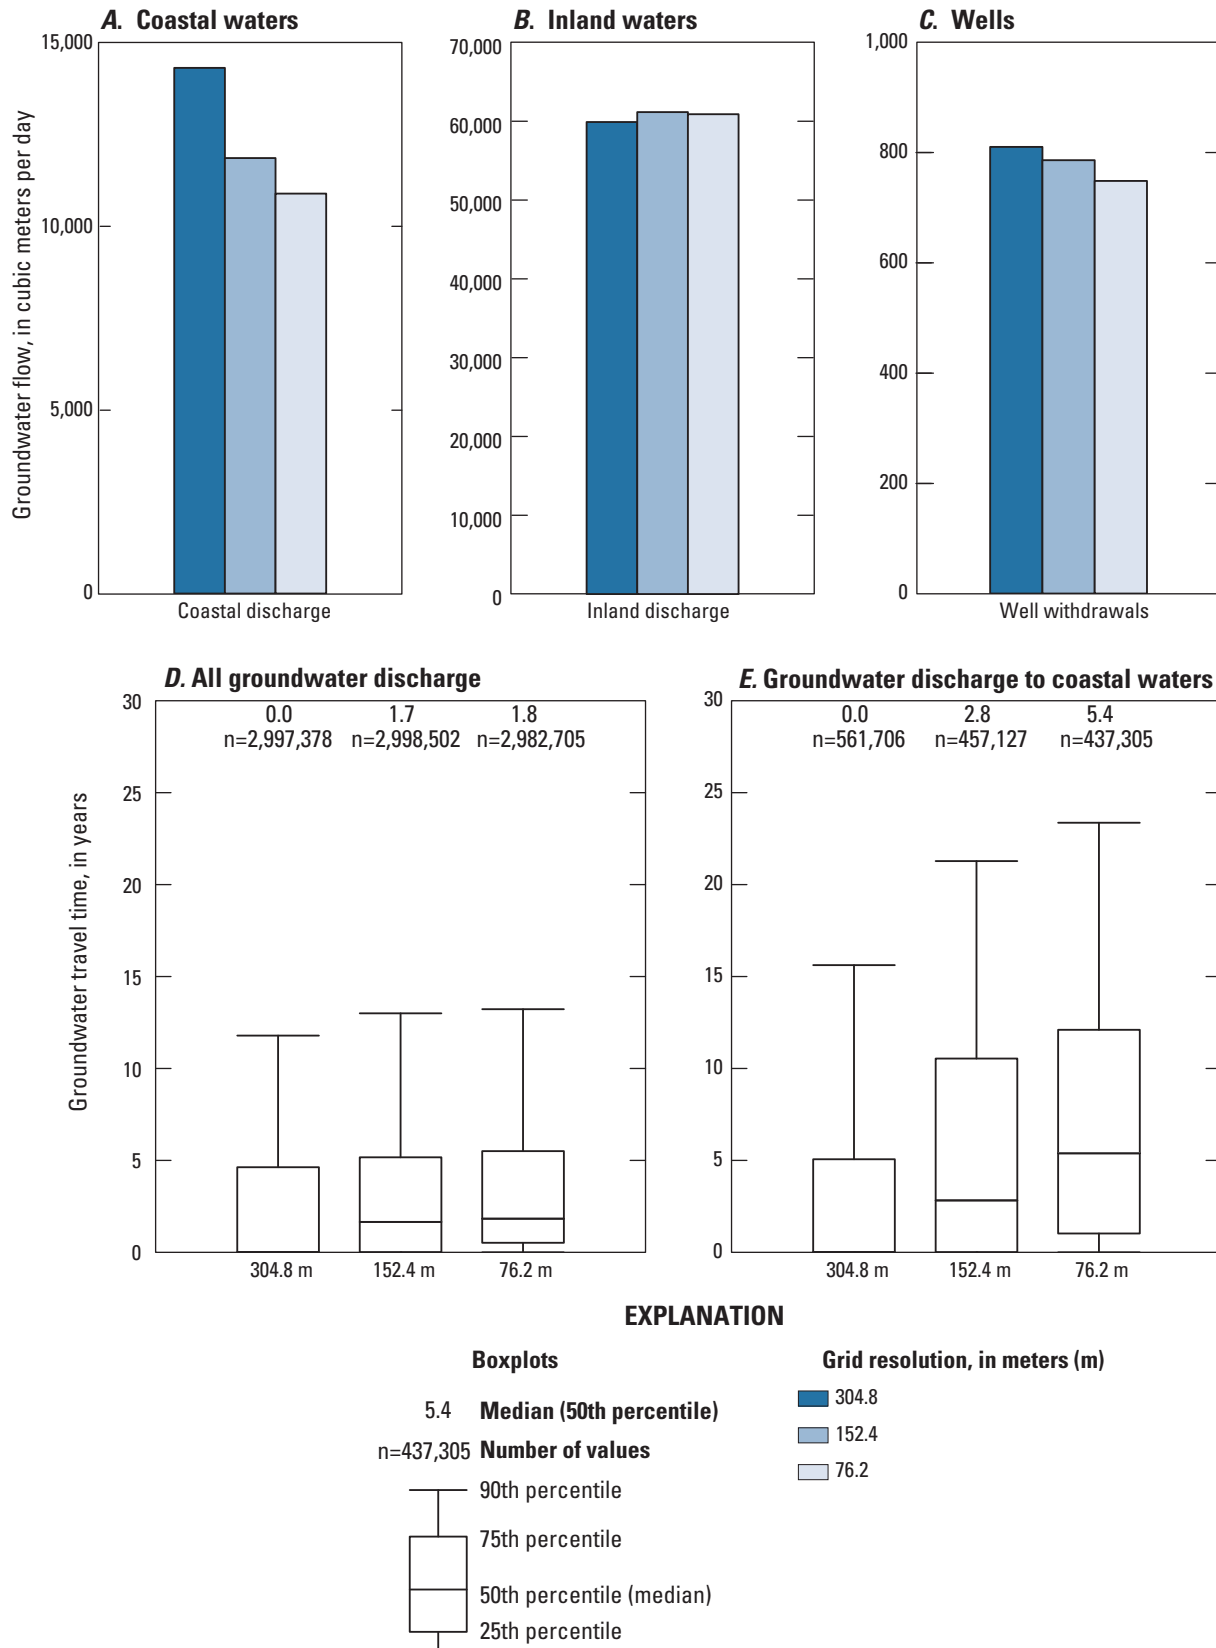 A. Coastal waters
B. Inland waters
C. Wells
Groundwater flow, in cubic meters per day
15,000
10,000
5,000
0
Coastal discharge
70,000
60,000
50,000
40,000
30,000
20,000
10,000
0
Inland discharge
1,000
800
600
400
200
0
Well withdrawals
D. All groundwater discharge
Groundwater travel time, in years
30
25
20
15
10
5
0
0.0 1.7 1.8
n=2,997,378 n=2,998,502 n=2,982,705
304.8 m 152.4 m 76.2 m
E. Groundwater discharge to coastal waters
30
25
20
15
10
5
0
0.0 2.8 5.4
n=561,706 n=457,127 n=437,305
304.8 m 152.4 m 76.2 m
EXPLANATION
Boxplots
5.4 Median (50th percentile)
n=437,305 Number of values
90th percentile
75th percentile
50th percentile (median)
25th percentile
Grid resolution, in meters (m)
304.8
152.4
76.2